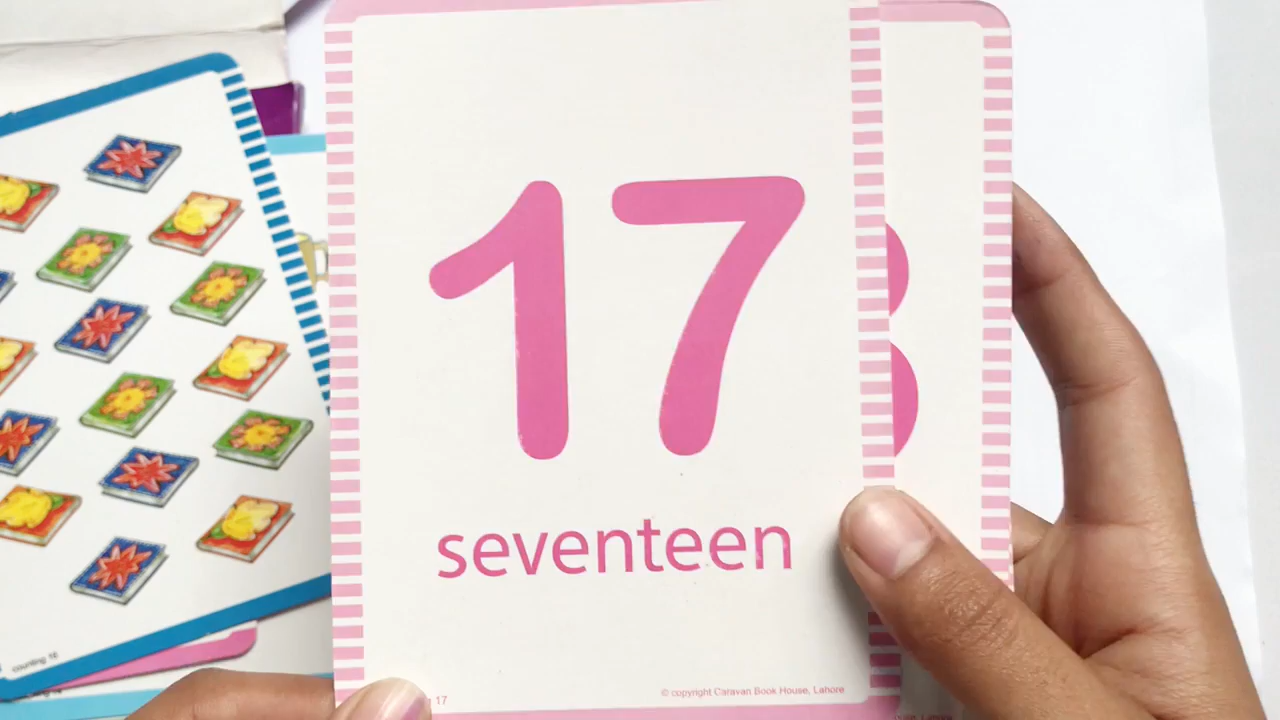 17
seventeen
17
© copyright Caravan Book House, Lahore
counting 16